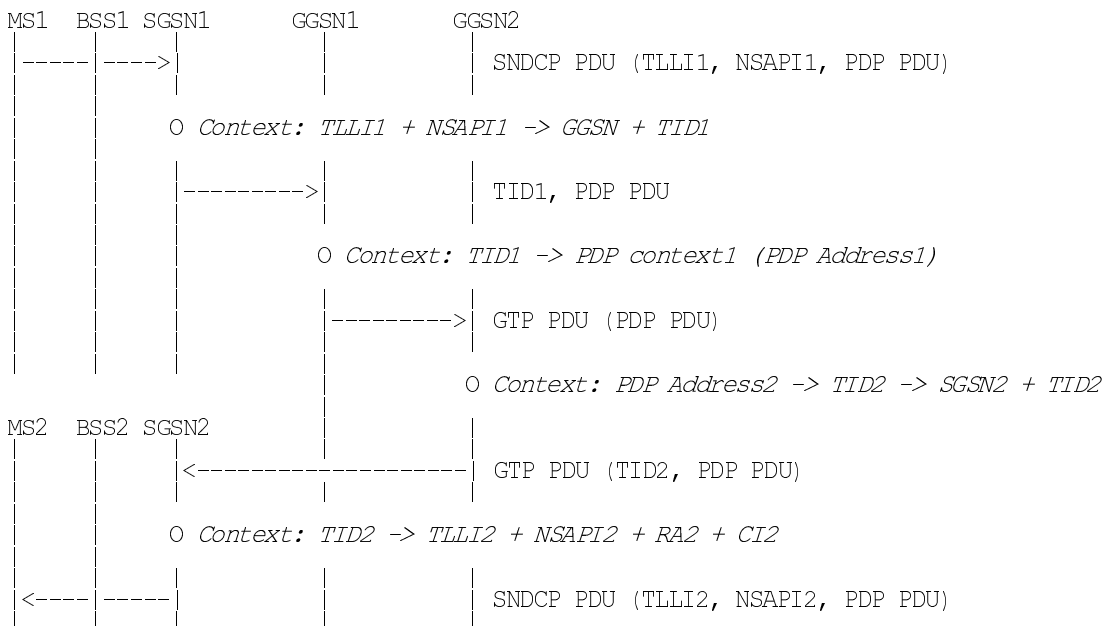 MS1 BSS1 SGSN1 GGSN1 GGSN2
SNDCP PDU (TLLI1, NSAPI1, PDP PDU)
O Context: TLLI1 + NSAPI1 -> GGSN + TID1
TID1, PDP PDU
O Context: TID1 -> PDP context1 (PDP Address1)
GTP PDU (PDP PDU)
O Context: PDP Address2 -> TID2 -> SGSN2 + TID2
MS2 BSS2 SGSN2
GTP PDU (TID2, PDP PDU)
O Context: TID2 -> TLLI2 + NSAPI2 + RA2 + CI2
SNDCP PDU (TLLI2, NSAPI2, PDP PDU)